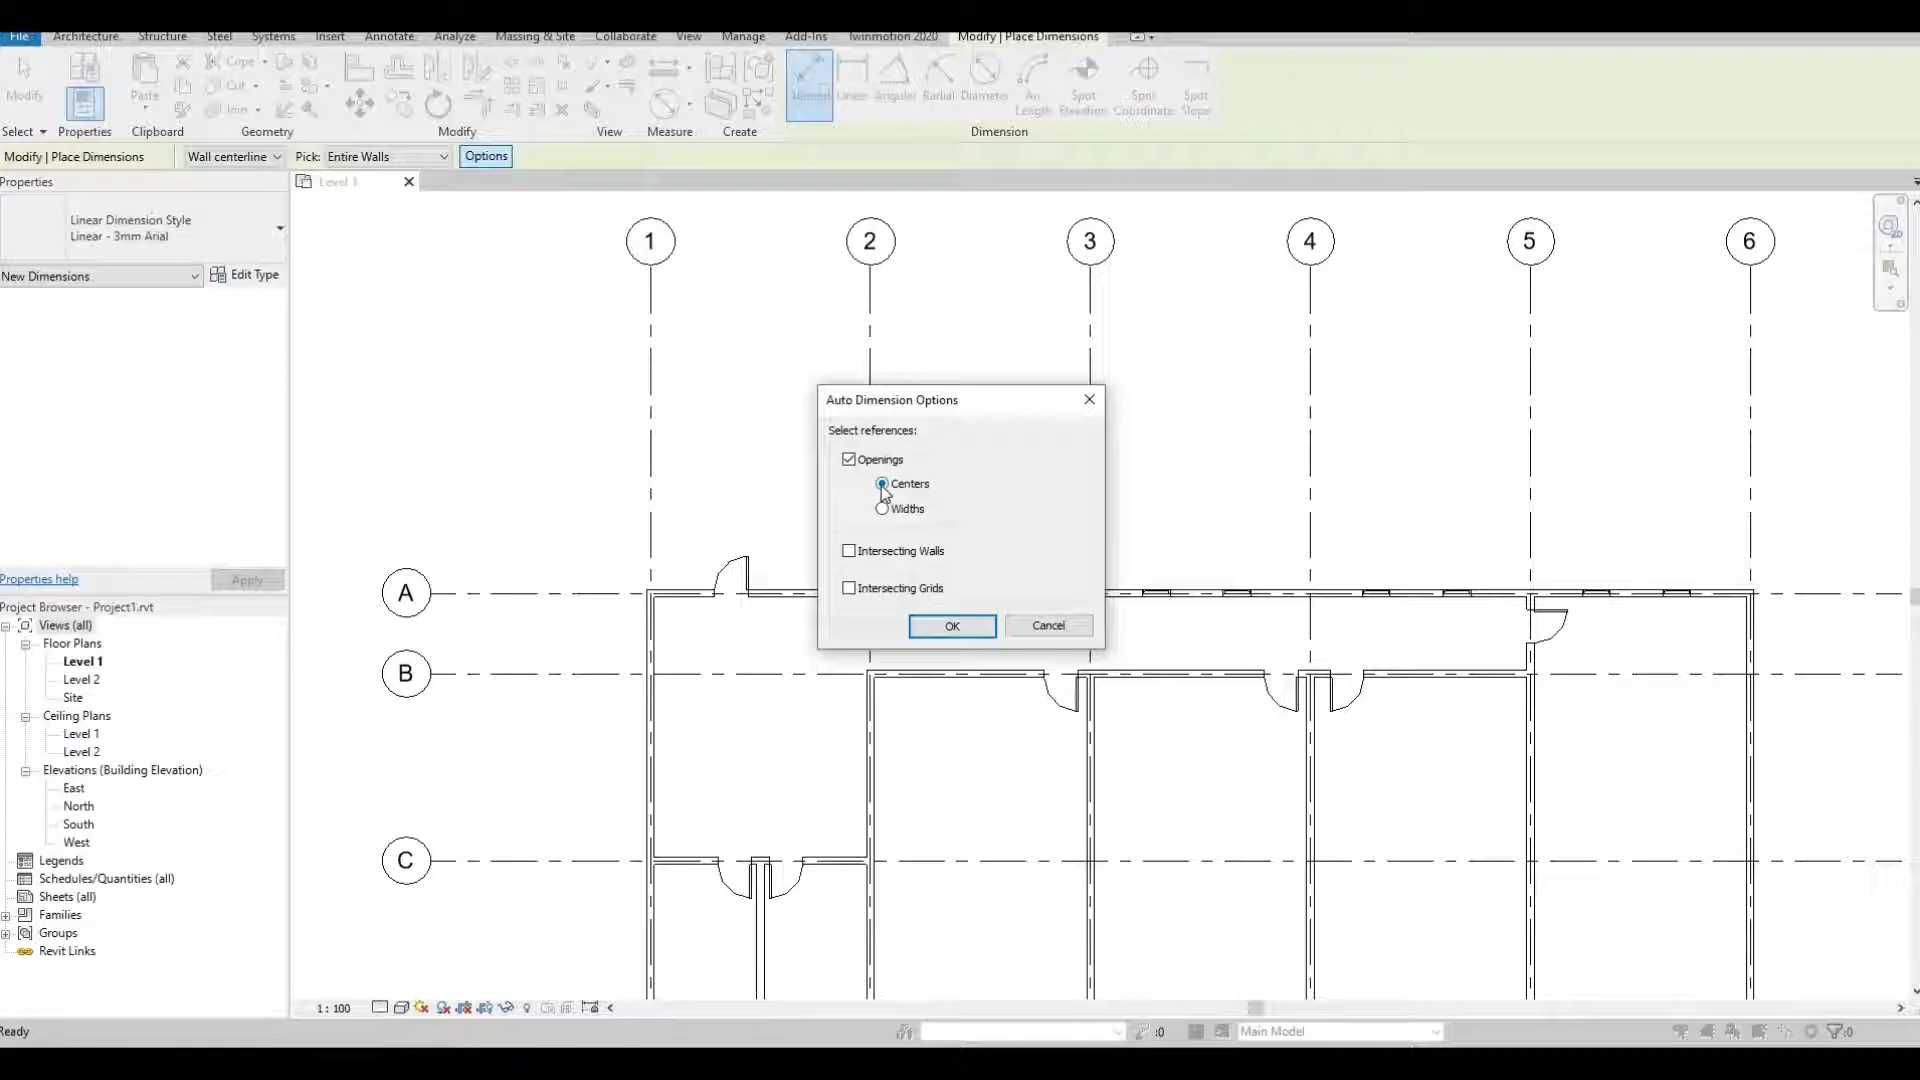 File Architecture Structure Steel Systems Insert Annotate Analyze Massing & Site Collaborate View Manage Add-Ins Twinmotion 2020 Modify | Place Dimensions
Modify Paste Cope Cut Join Aligned Linear Angular Radial Diameter Arc Length Spot Elevation Spot Coordinate Spot Slope
Select Properties Clipboard Geometry Modify View Measure Create Dimension
Modify | Place Dimensions Wall centerline Pick: Entire Walls Options
Properties
Level 1
Linear Dimension Style
Linear - 3mm Arial
New Dimensions Edit Type
1 2 3 4 5 6
Auto Dimension Options
Select references:
Openings
Centers
Widths
Intersecting Walls
Intersecting Grids
OK Cancel
A
B
C
Properties help Apply
Project Browser - Project1.rvt
Views (all)
Floor Plans
Level 1
Level 2
Site
Ceiling Plans
Level 1
Level 2
Elevations (Building Elevation)
East
North
South
West
Legends
Schedules/Quantities (all)
Sheets (all)
Families
Groups
Revit Links
1 : 100
Ready :0 Main Model :0